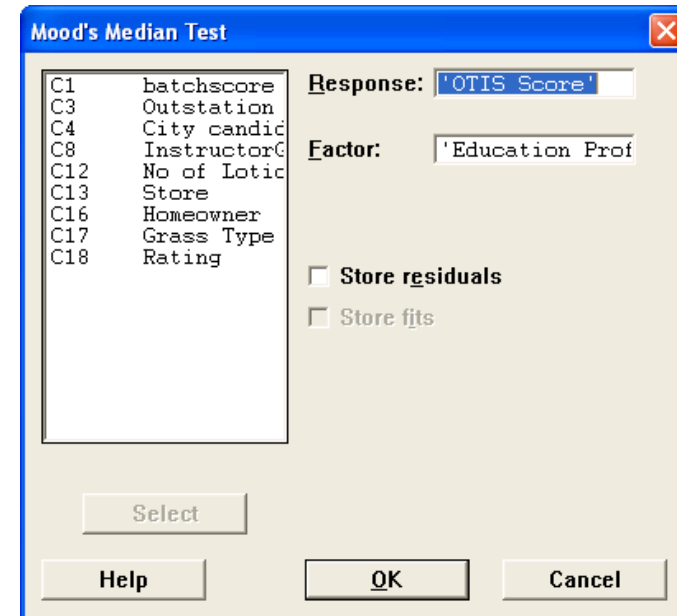 Mood's Median Test
C1 batchscore
C3 Outstation
C4 City candid
C8 InstructorG
C12 No of Lotio
C13 Store
C16 Homeowner
C17 Grass Type
C18 Rating
Response: 'OTIS Score'
Factor: 'Education Prof
Store residuals
Store fits
Select
Help
OK
Cancel